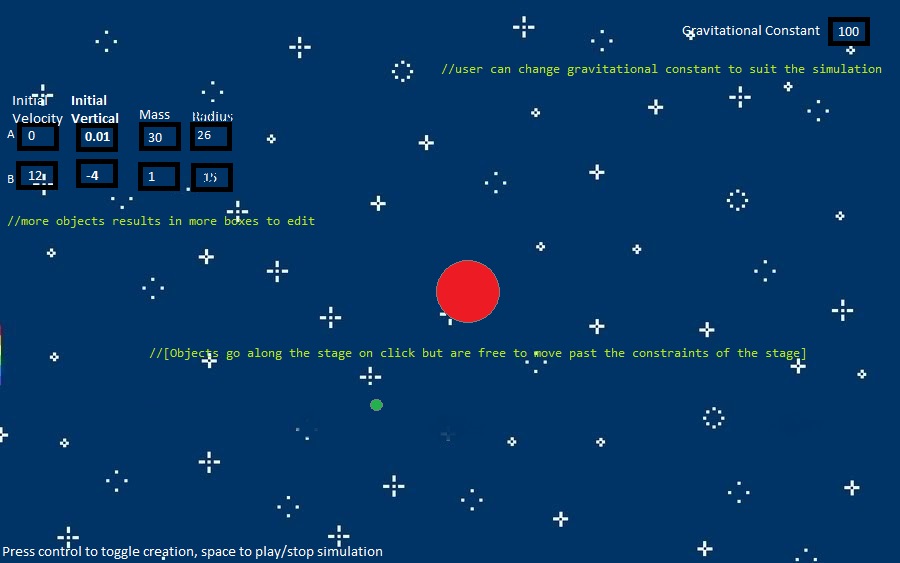 Gravitational Constant 100
//user can change gravitational constant to suit the simulation
Initial Velocity Initial Vertical Mass Radius
A 0 0.01 30 26
B 12 -4 1 15
//more objects results in more boxes to edit
//[Objects go along the stage on click but are free to move past the constraints of the stage]
Press control to toggle creation, space to play/stop simulation